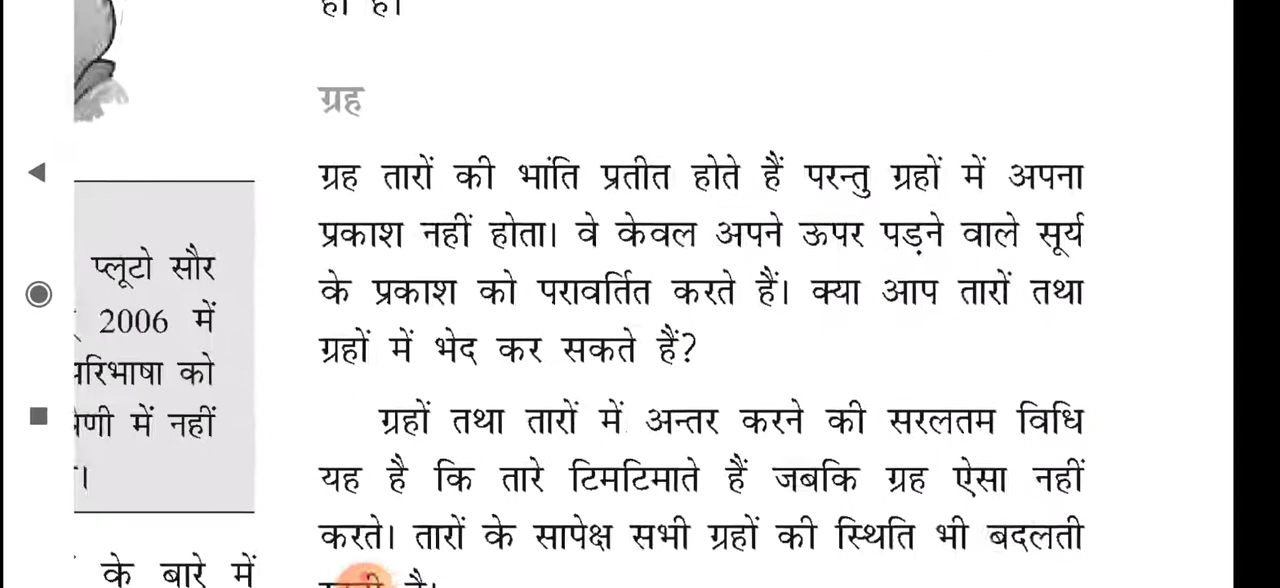 ग्रह
ग्रह तारों की भांति प्रतीत होते हैं परन्तु ग्रहों में अपना
प्रकाश नहीं होता। वे केवल अपने ऊपर पड़ने वाले सूर्य
के प्रकाश को परावर्तित करते हैं। क्या आप तारों तथा
ग्रहों में भेद कर सकते हैं?
ग्रहों तथा तारों में अन्तर करने की सरलतम विधि
यह है कि तारे टिमटिमाते हैं जबकि ग्रह ऐसा नहीं
करते। तारों के सापेक्ष सभी ग्रहों की स्थिति भी बदलती
है।
प्लूटो सौर
2006 में
को
में नहीं
के बारे में